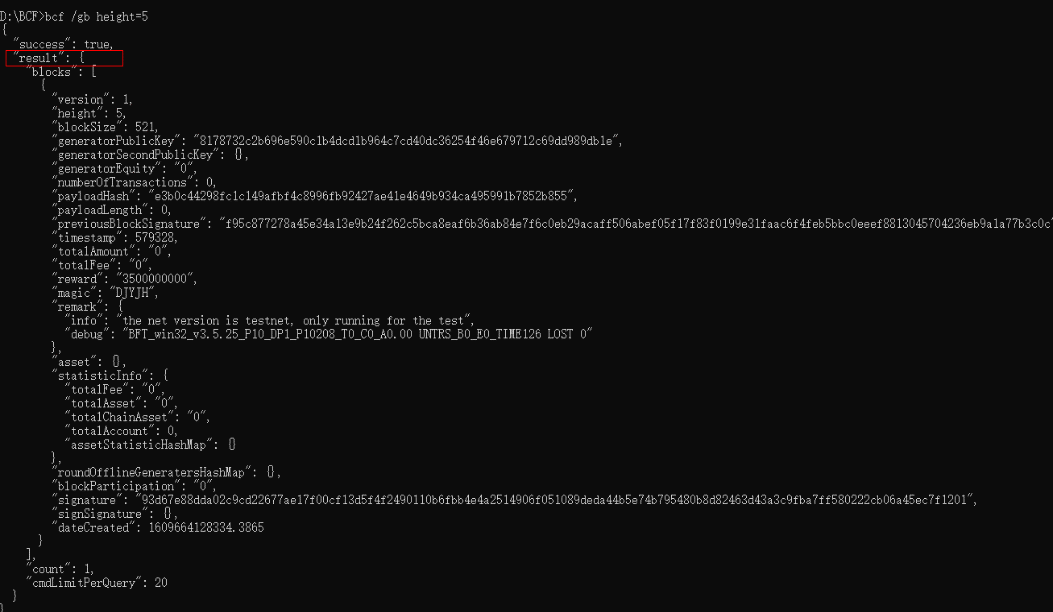 D:\BCF>bcf /gb height=5
{
"success": true,
"result": {
"blocks": [
{
"version": 1,
"height": 5,
"blockSize": 521,
"generatorPublicKey": "8178732c2b696e590c1b4dcd1b964c7cd40dc36254f46e679712c69dd989db1e",
"generatorSecondPublicKey": {},
"generatorEquity": "0",
"numberOfTransactions": 0,
"payloadHash": "e3b0c44298fc1c149afbf4c8996fb92427ae41e4649b934ca495991b7852b855",
"payloadLength": 0,
"previousBlockSignature": "f95c877278a45e34a13e9b24f262c5bca8eaf6b36ab84e7f6c0eb29acaff506abef05f17f83f0199e31faac6f4feb5bbc0eeef8813045704236eb9a1a77b3c0c7
"timestamp": 579328,
"totalAmount": "0",
"totalFee": "0",
"reward": "3500000000",
"magic": "DJYJH",
"remark": {
"info": "the net version is testnet, only running for the test",
"debug": "BFT_win32_v3.5.25_P10_DP1_P10208_T0_C0_A0.00 UNTRS_B0_E0_TIME126 LOST 0"
},
"asset": {},
"statisticInfo": {
"totalFee": "0",
"totalAsset": "0",
"totalChainAsset": "0",
"totalAccount": 0,
"assetStatisticHashMap": {}
},
"roundOfflineGeneratersHashMap": {},
"blockParticipation": "0",
"signature": "93d67e88dda02c9cd22677ae17f00cf13d5f4f2490110b6fbb4e4a2514906f051089deda44b5e74b795480b8d82463d43a3c9fba7ff580222cb06a45ec7f1201",
"signSignature": {},
"dateCreated": 1609664128334.3865
}
],
"count": 1,
"cmdLimitPerQuery": 20
}
}